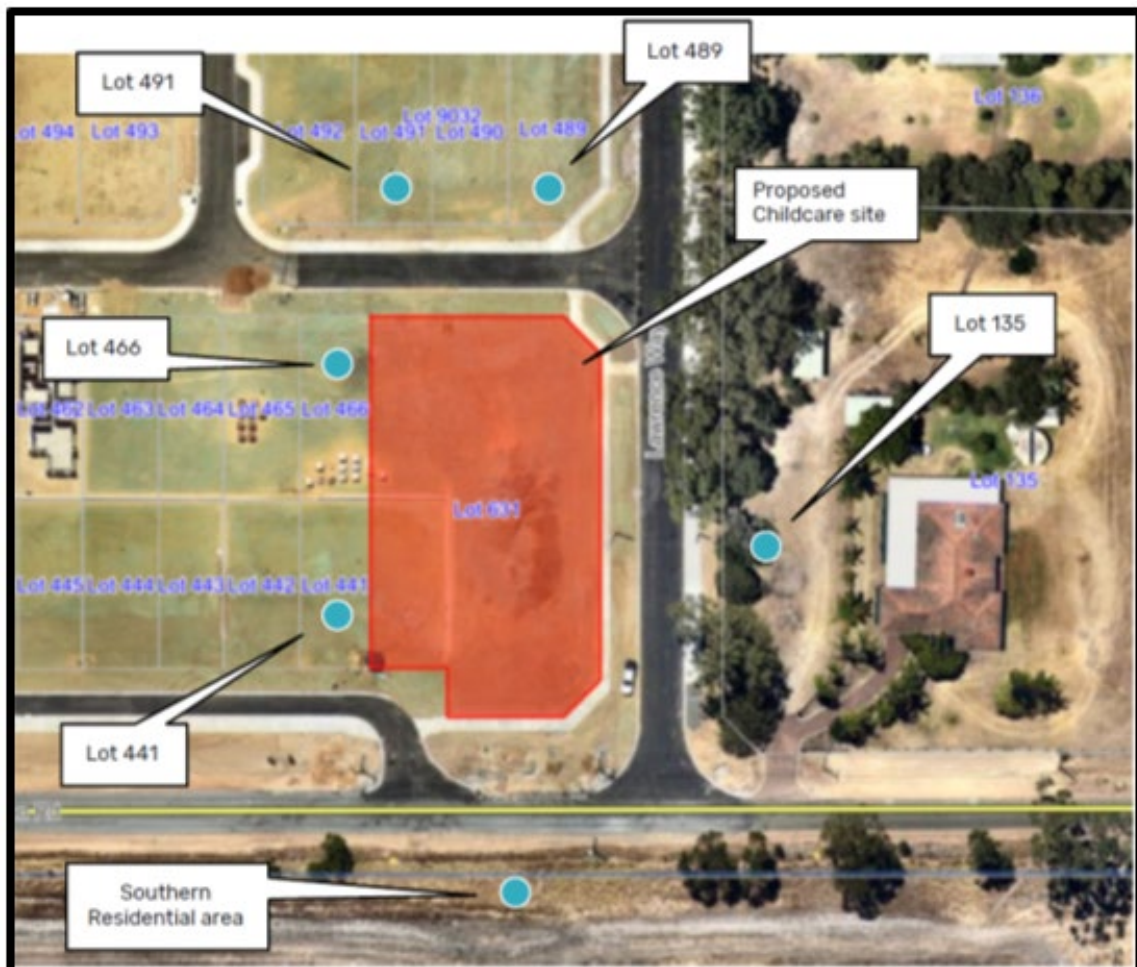 Lot 489
Lot 491
Lot 136
Lot 9032
Lot 494
Lot 493
Lot 492
Lot 491
Lot 490
Lot 489
Proposed
Childcare site
Lot 135
Lot 466
Lot 462
Lot 463
Lot 464
Lot 465
Lot 466
Lot 135
Lot 631
Lot 445
Lot 444
Lot 443
Lot 442
Lot 441
Lot 441
Southern
Residential area